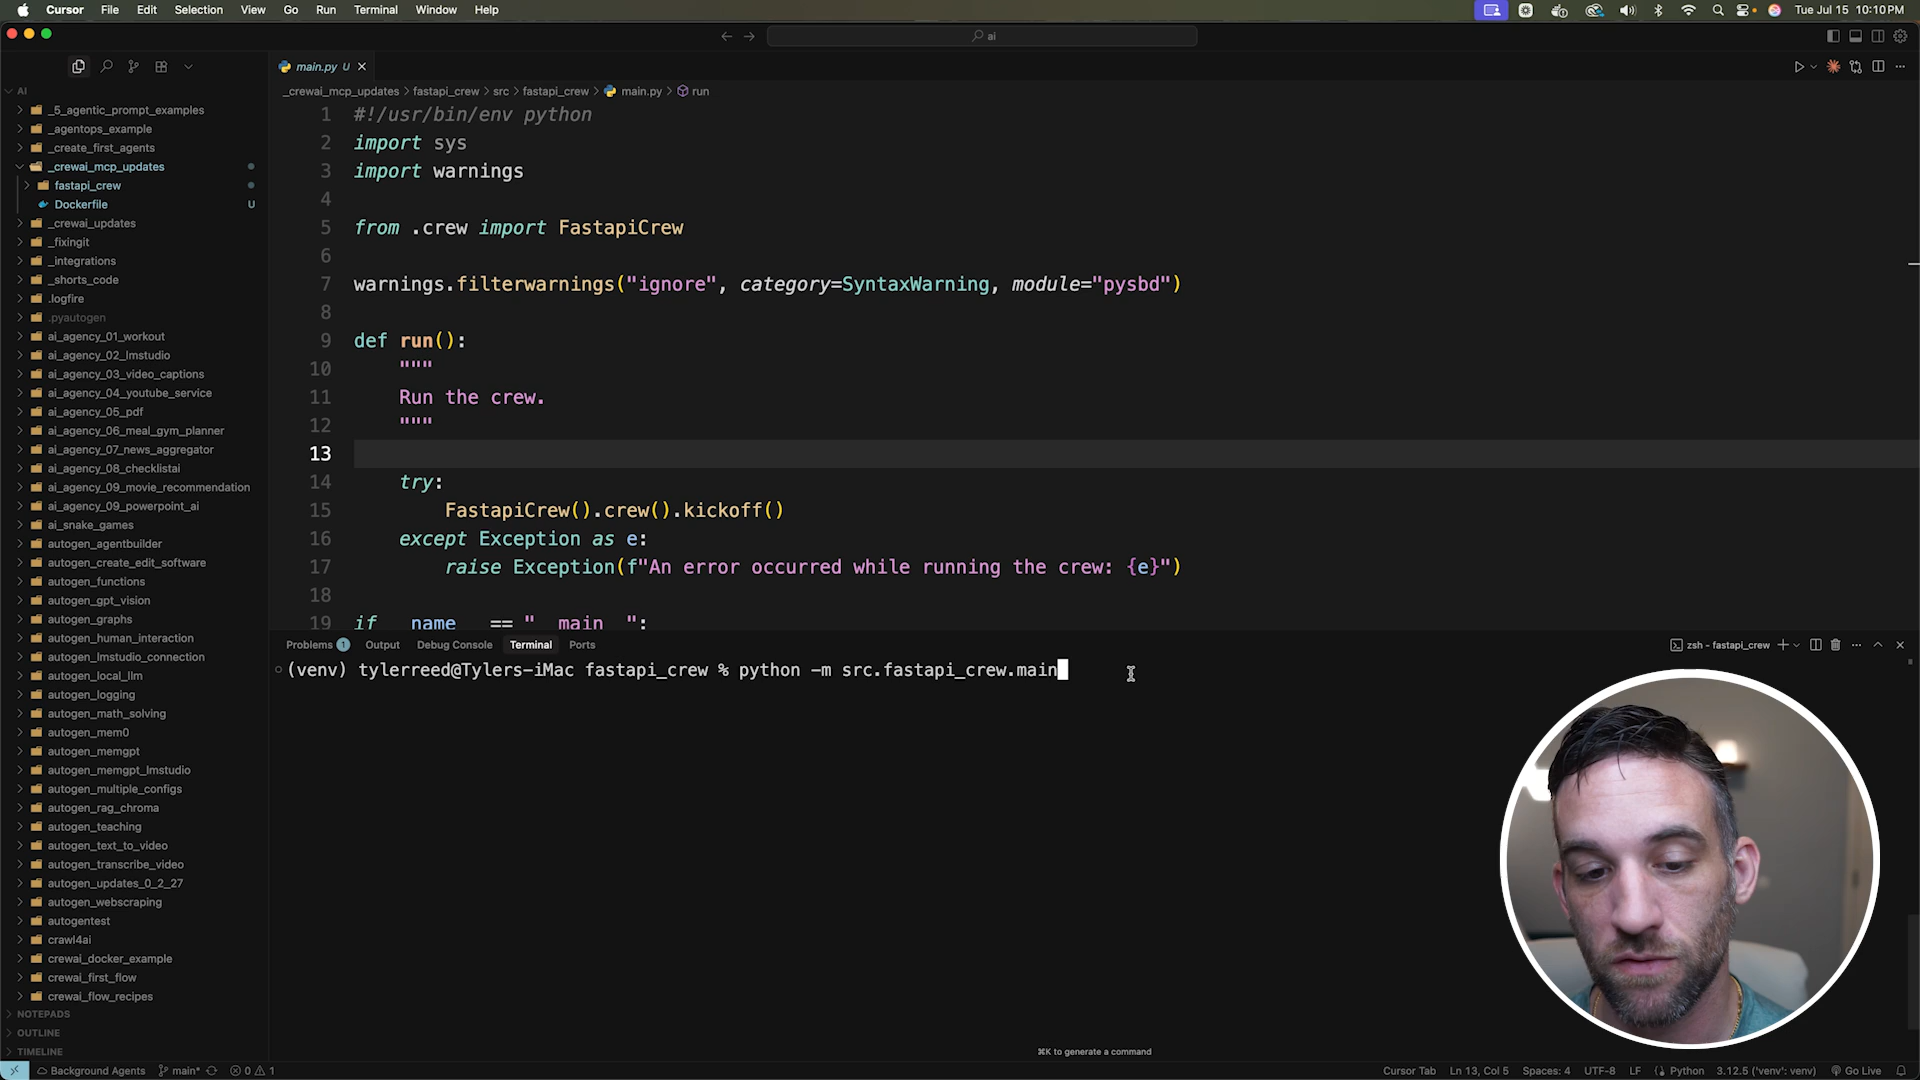 Cursor File Edit Selection View Go Run Terminal Window Help
Tue Jul 15 10:10 PM
ai
main.py U
_crewai_mcp_updates > fastapi_crew > src > fastapi_crew > main.py > run
AI
_5_agentic_prompt_examples
_agentops_example
_create_first_agents
_crewai_mcp_updates
fastapi_crew
Dockerfile U
_crewai_updates
_fixingit
_integrations
_shorts_code
.logfire
.pyautogen
ai_agency_01_workout
ai_agency_02_lmstudio
ai_agency_03_video_captions
ai_agency_04_youtube_service
ai_agency_05_pdf
ai_agency_06_meal_gym_planner
ai_agency_07_news_aggregator
ai_agency_08_checklistai
ai_agency_09_movie_recommendation
ai_agency_09_powerpoint_ai
ai_snake_games
autogen_agentbuilder
autogen_create_edit_software
autogen_functions
autogen_gpt_vision
autogen_graphs
autogen_human_interaction
autogen_lmstudio_connection
autogen_local_llm
autogen_logging
autogen_math_solving
autogen_mem0
autogen_memgpt
autogen_memgpt_lmstudio
autogen_multiple_configs
autogen_rag_chroma
autogen_teaching
autogen_text_to_video
autogen_transcribe_video
autogen_updates_0_2_27
autogen_webscraping
autogentest
crawl4ai
crewai_docker_example
crewai_first_flow
crewai_flow_recipes
NOTEPADS
OUTLINE
TIMELINE
1 #!/usr/bin/env python
2 import sys
3 import warnings
4
5 from .crew import FastapiCrew
6
7 warnings.filterwarnings("ignore", category=SyntaxWarning, module="pysbd")
8
9 def run():
10 """
11 Run the crew.
12 """
13
14 try:
15 FastapiCrew().crew().kickoff()
16 except Exception as e:
17 raise Exception(f"An error occurred while running the crew: {e}")
18
19 if __name__ == "__main__":
Problems 1 Output Debug Console Terminal Ports
zsh - fastapi_crew
(venv) tylerreed@Tylers-iMac fastapi_crew % python -m src.fastapi_crew.main
⌘K to generate a command
Background Agents main* 0 1
Cursor Tab Ln 13, Col 5 Spaces: 4 UTF-8 LF Python 3.12.5 ('venv': venv) Go Live